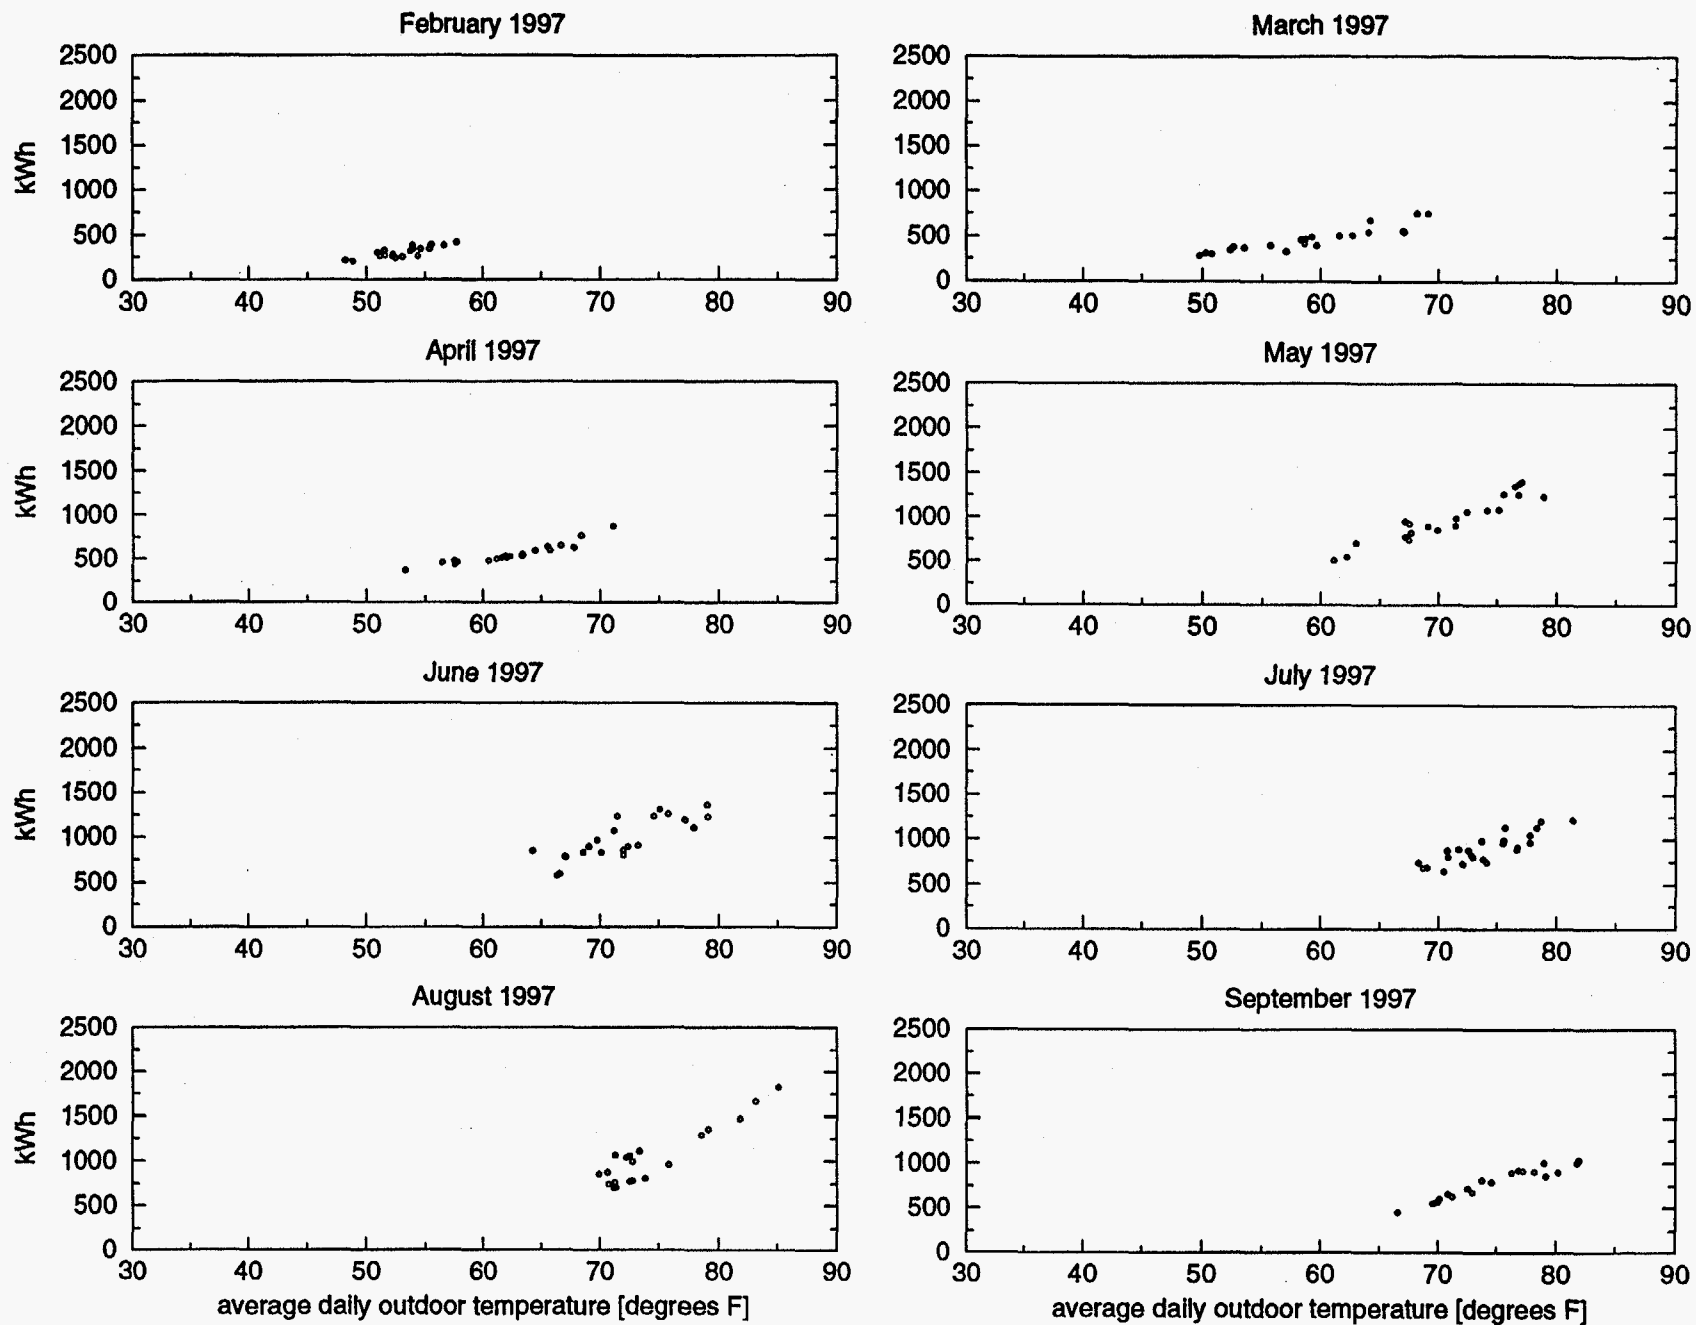 February 1997
2500
2000
1500
1000
500
0
kWh
30 40 50 60 70 80 90
March 1997
2500
2000
1500
1000
500
0
30 40 50 60 70 80 90
April 1997
2500
2000
1500
1000
500
0
kWh
30 40 50 60 70 80 90
May 1997
2500
2000
1500
1000
500
0
30 40 50 60 70 80 90
June 1997
2500
2000
1500
1000
500
0
kWh
30 40 50 60 70 80 90
July 1997
2500
2000
1500
1000
500
0
30 40 50 60 70 80 90
August 1997
2500
2000
1500
1000
500
0
kWh
30 40 50 60 70 80 90
average daily outdoor temperature [degrees F]
September 1997
2500
2000
1500
1000
500
0
30 40 50 60 70 80 90
average daily outdoor temperature [degrees F]